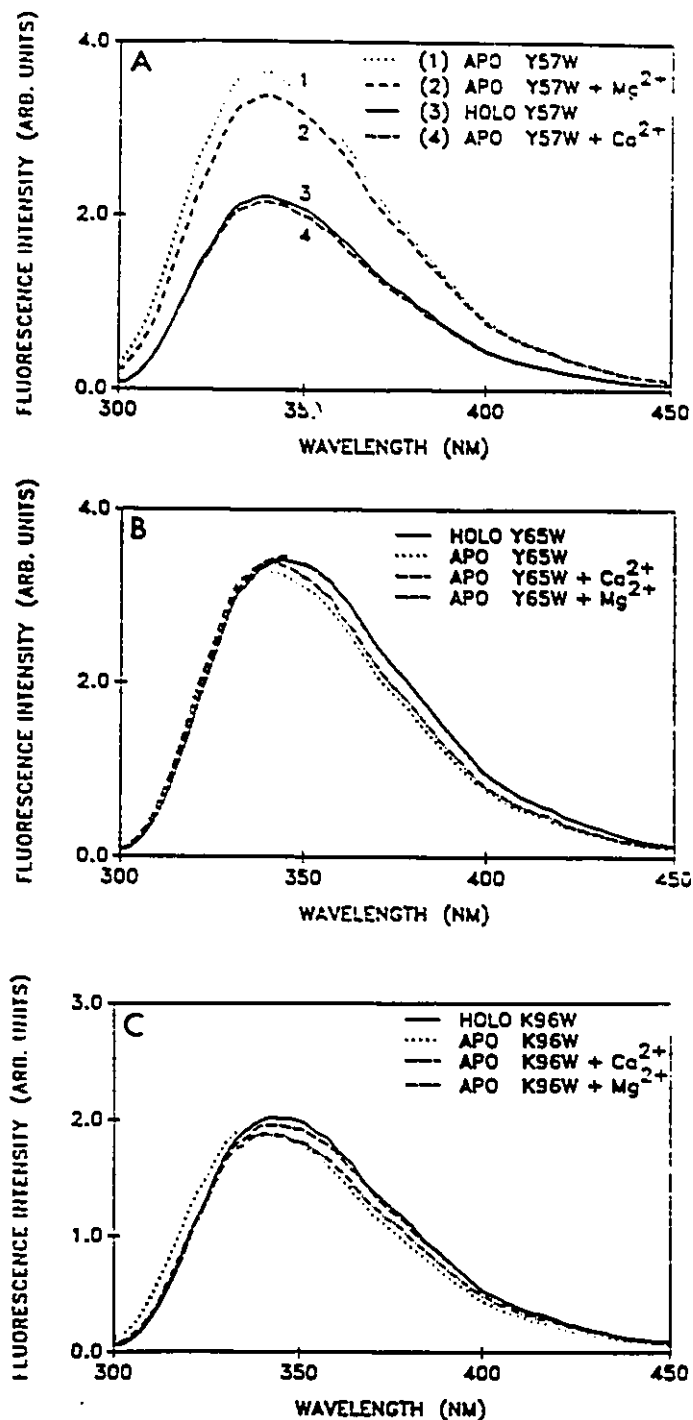 A
FLUORESCENCE INTENSITY (ARB. UNITS)
4.0
2.0
0.0
(1) APO Y57W
(2) APO Y57W + Mg2+
(3) HOLO Y57W
(4) APO Y57W + Ca2+
1
2
3
4
300
400
450
WAVELENGTH (NM)
B
FLUORESCENCE INTENSITY (ARB. UNITS)
4.0
2.0
0.0
HOLO Y65W
APO Y65W
APO Y65W + Ca2+
APO Y65W + Mg2+
300
350
400
450
WAVELENGTH (NM)
C
FLUORESCENCE INTENSITY (ARB. UNITS)
3.0
2.0
1.0
0.0
HOLO K96W
APO K96W
APO K96W + Ca2+
APO K96W + Mg2+
300
350
400
450
WAVELENGTH (NM)